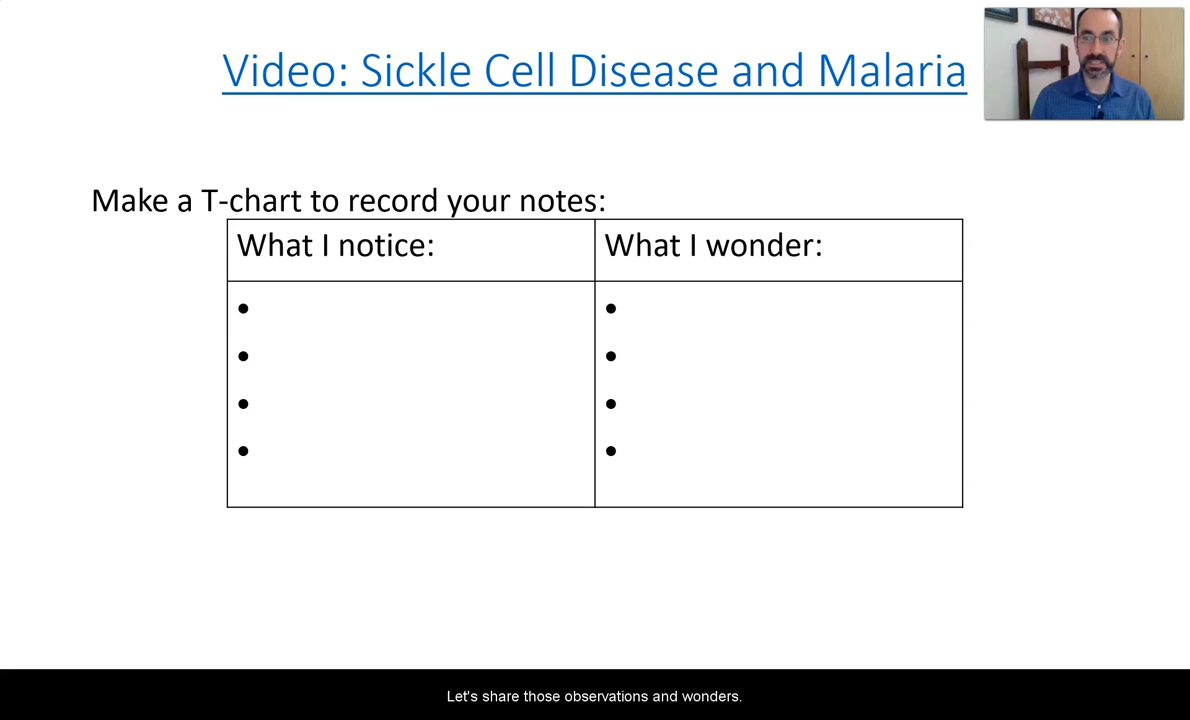 Video: Sickle Cell Disease and Malaria
Make a T-chart to record your notes:
What I notice:
What I wonder:
•
•
•
•
•
•
•
•
Let's share those observations and wonders.